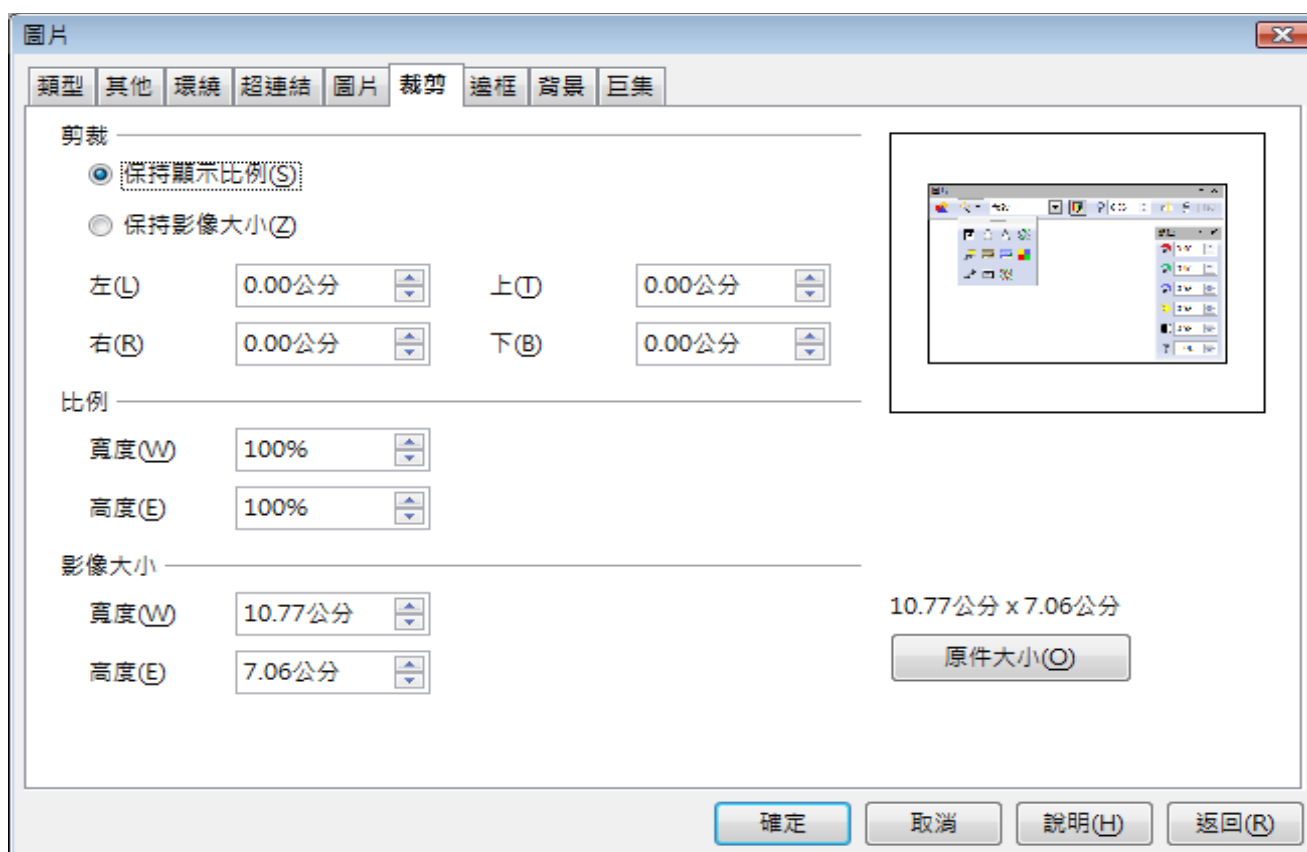 圖片
類型 其他 環繞 超連結 圖片 裁剪 邊框 背景 巨集
剪裁
保持顯示比例(S)
保持影像大小(Z)
左(L) 0.00公分 上(T) 0.00公分
右(R) 0.00公分 下(B) 0.00公分
比例
寬度(W) 100%
高度(E) 100%
影像大小
寬度(W) 10.77公分
10.77公分 x 7.06公分
高度(E) 7.06公分
原件大小(O)
確定 取消 說明(H) 返回(R)